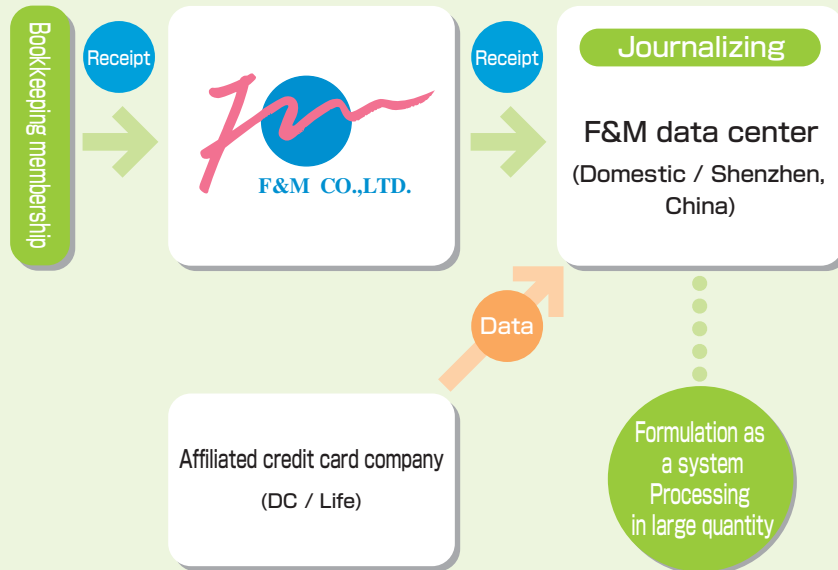 Bookkeeping membership
Receipt
F&M CO.,LTD.
Receipt
Journalizing
F&M data center
(Domestic / Shenzhen,
China)
Data
Affiliated credit card company
(DC / Life)
Formulation as
a system
Processing
in large quantity